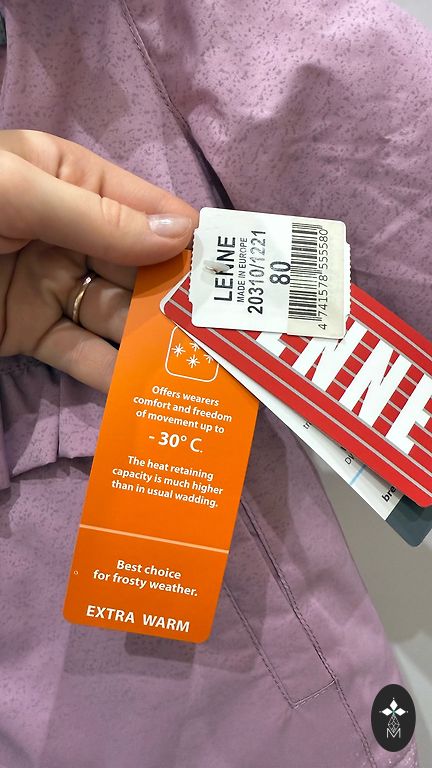 LENNE
MADE IN EUROPE
20310/1221
80
4 741578 555580
ENNE
Offers wearers
comfort and freedom
of movement up to
- 30° C.
The heat retaining
capacity is much higher
than in usual wadding.
Best choice
for frosty weather.
EXTRA WARM
M